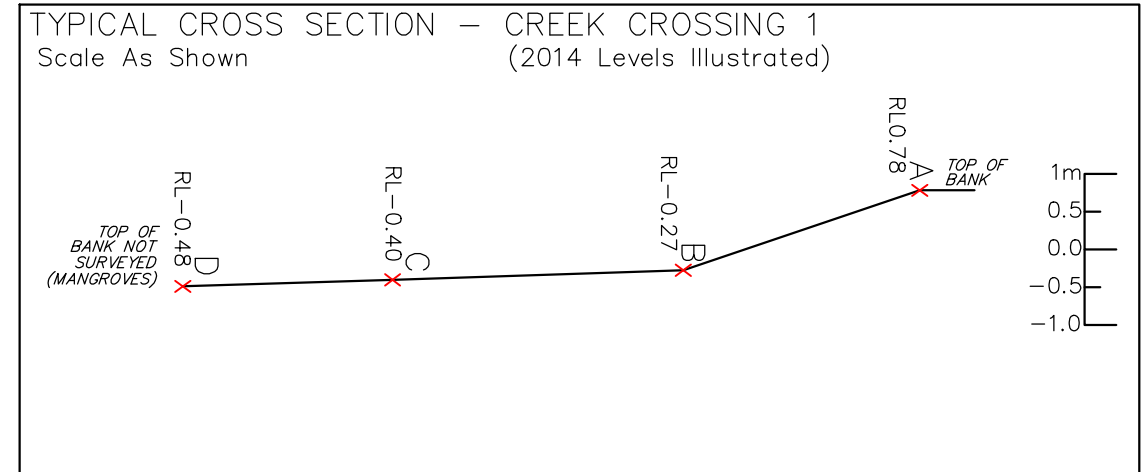 TYPICAL CROSS SECTION – CREEK CROSSING 1
Scale As Shown
(2014 Levels Illustrated)
TOP OF
BANK NOT
SURVEYED
(MANGROVES)
RL-0.48
D
RL-0.40
C
RL-0.27
B
RL0.78
A
TOP OF
BANK
1m
0.5
0.0
-0.5
-1.0